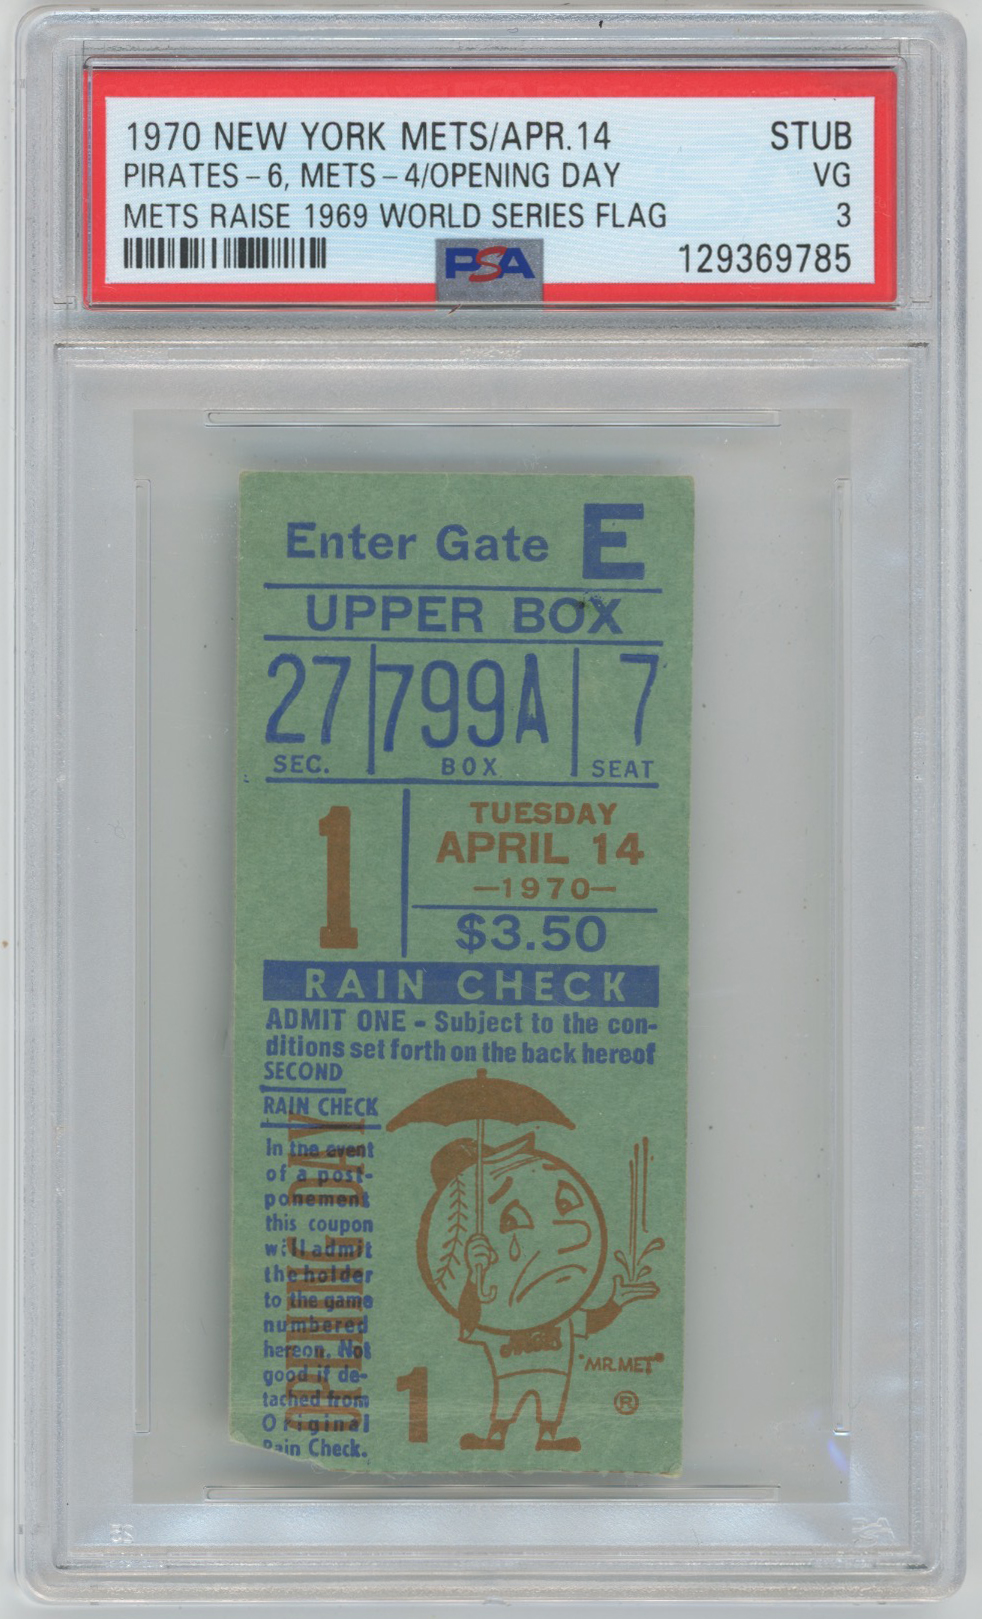 1970 NEW YORK METS/APR.14 STUB
PIRATES-6, METS-4/OPENING DAY VG
METS RAISE 1969 WORLD SERIES FLAG 3
PSA 129369785
Enter Gate E
UPPER BOX
27 799A 7
SEC. BOX SEAT
1
TUESDAY
APRIL 14
-1970-
$3.50
RAIN CHECK
ADMIT ONE - Subject to the con-
ditions set forth on the back hereof
SECOND
RAIN CHECK
In the event
of a post-
ponement
this coupon
will admit
the holder
to the game
numbered
hereon. Not
good if de-
tached from
Original
Rain Check.
OPENING DAY
1
Mets
"MR.MET"
®
PSA